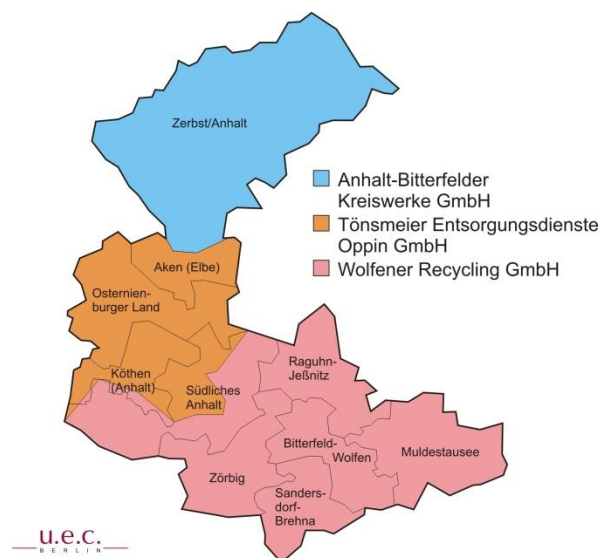 Zerbst/Anhalt
Anhalt-Bitterfelder
Kreiswerke GmbH
Tönsmeier Entsorgungsdienste
Oppin GmbH
Wolfener Recycling GmbH
Aken (Elbe)
Osternien-
burger Land
Köthen
(Anhalt)
Südliches
Anhalt
Raguhn-
Jeßnitz
Bitterfeld-
Wolfen
Muldestausee
Zörbig
Sanders-
dorf-
Brehna
u.e.c.
BERLIN